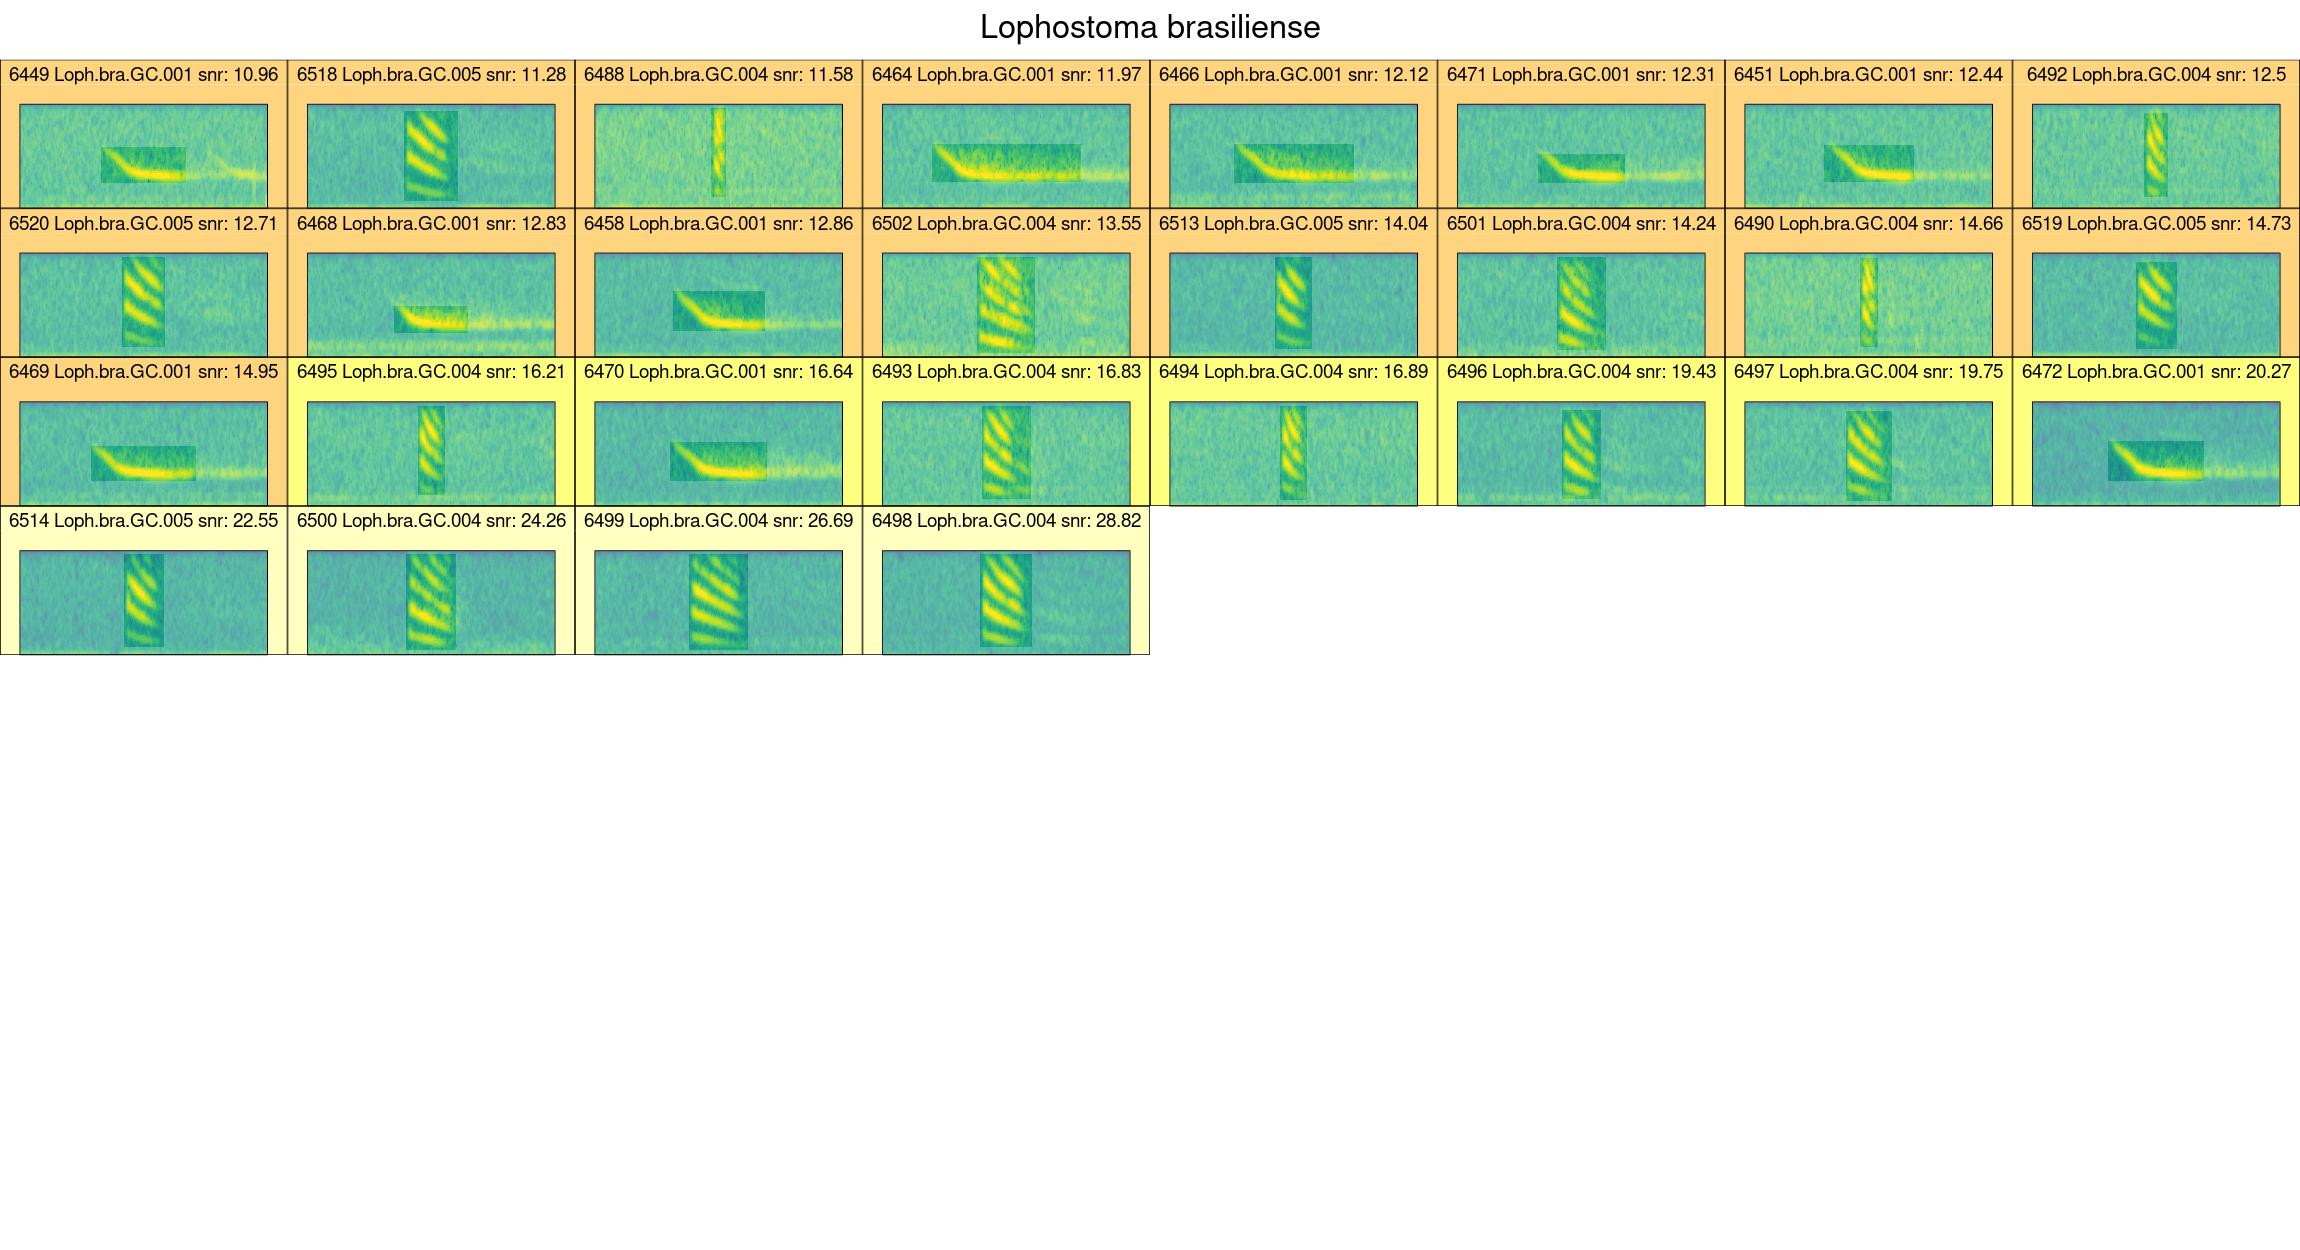 Lophostoma brasiliense
6449 Loph.bra.GC.001 snr: 10.96
6518 Loph.bra.GC.005 snr: 11.28
6488 Loph.bra.GC.004 snr: 11.58
6464 Loph.bra.GC.001 snr: 11.97
6466 Loph.bra.GC.001 snr: 12.12
6471 Loph.bra.GC.001 snr: 12.31
6451 Loph.bra.GC.001 snr: 12.44
6492 Loph.bra.GC.004 snr: 12.5
6520 Loph.bra.GC.005 snr: 12.71
6468 Loph.bra.GC.001 snr: 12.83
6458 Loph.bra.GC.001 snr: 12.86
6502 Loph.bra.GC.004 snr: 13.55
6513 Loph.bra.GC.005 snr: 14.04
6501 Loph.bra.GC.004 snr: 14.24
6490 Loph.bra.GC.004 snr: 14.66
6519 Loph.bra.GC.005 snr: 14.73
6469 Loph.bra.GC.001 snr: 14.95
6495 Loph.bra.GC.004 snr: 16.21
6470 Loph.bra.GC.001 snr: 16.64
6493 Loph.bra.GC.004 snr: 16.83
6494 Loph.bra.GC.004 snr: 16.89
6496 Loph.bra.GC.004 snr: 19.43
6497 Loph.bra.GC.004 snr: 19.75
6472 Loph.bra.GC.001 snr: 20.27
6514 Loph.bra.GC.005 snr: 22.55
6500 Loph.bra.GC.004 snr: 24.26
6499 Loph.bra.GC.004 snr: 26.69
6498 Loph.bra.GC.004 snr: 28.82